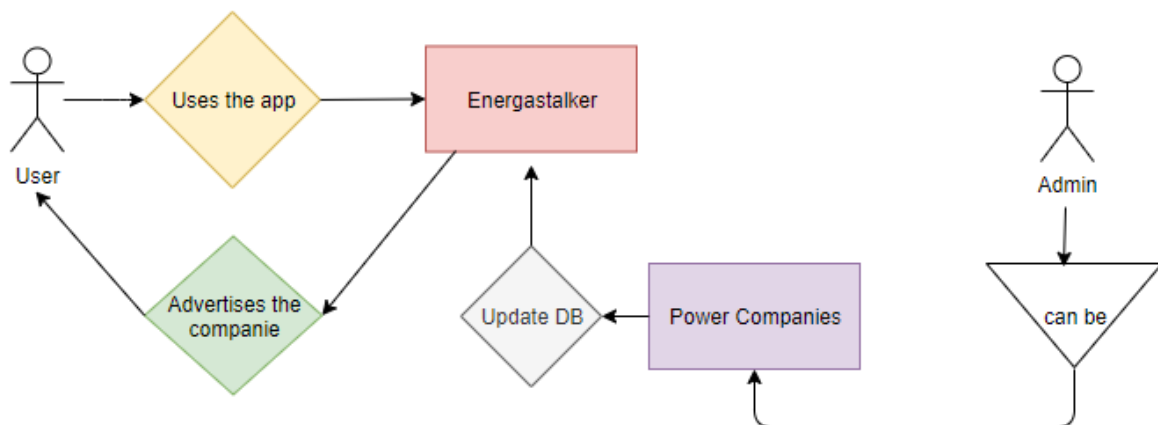 Uses the app
Energastalker
User
Admin
Advertises the
companie
Update DB
Power Companies
can be